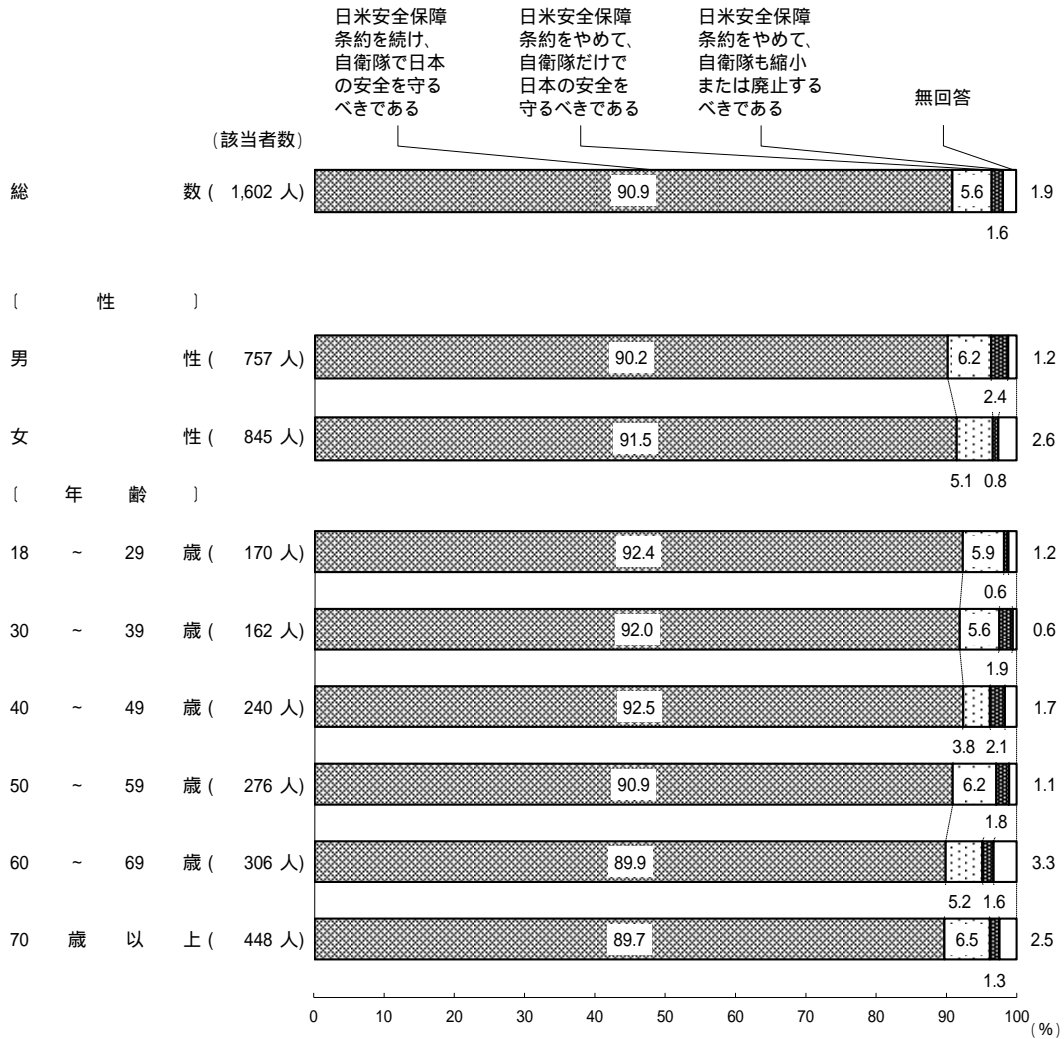 日米安全保障
条約を続け、
自衛隊で日本
の安全を守る
べきである
日米安全保障
条約をやめて、
自衛隊だけで
日本の安全を
守るべきである
日米安全保障
条約をやめて、
自衛隊も縮小
または廃止する
べきである
無回答
(該当者数)
総 数 ( 1,602 人) 90.9 5.6 1.9
1.6
〔 性 〕
男 性 ( 757 人) 90.2 6.2 1.2
2.4
女 性 ( 845 人) 91.5 2.6
5.1 0.8
〔 年 齢 〕
18 ~ 29 歳 ( 170 人) 92.4 5.9 1.2
0.6
30 ~ 39 歳 ( 162 人) 92.0 5.6 0.6
1.9
40 ~ 49 歳 ( 240 人) 92.5 1.7
3.8 2.1
50 ~ 59 歳 ( 276 人) 90.9 6.2 1.1
1.8
60 ~ 69 歳 ( 306 人) 89.9 3.3
5.2 1.6
70 歳 以 上 ( 448 人) 89.7 6.5 2.5
1.3
0 10 20 30 40 50 60 70 80 90 100
(%)